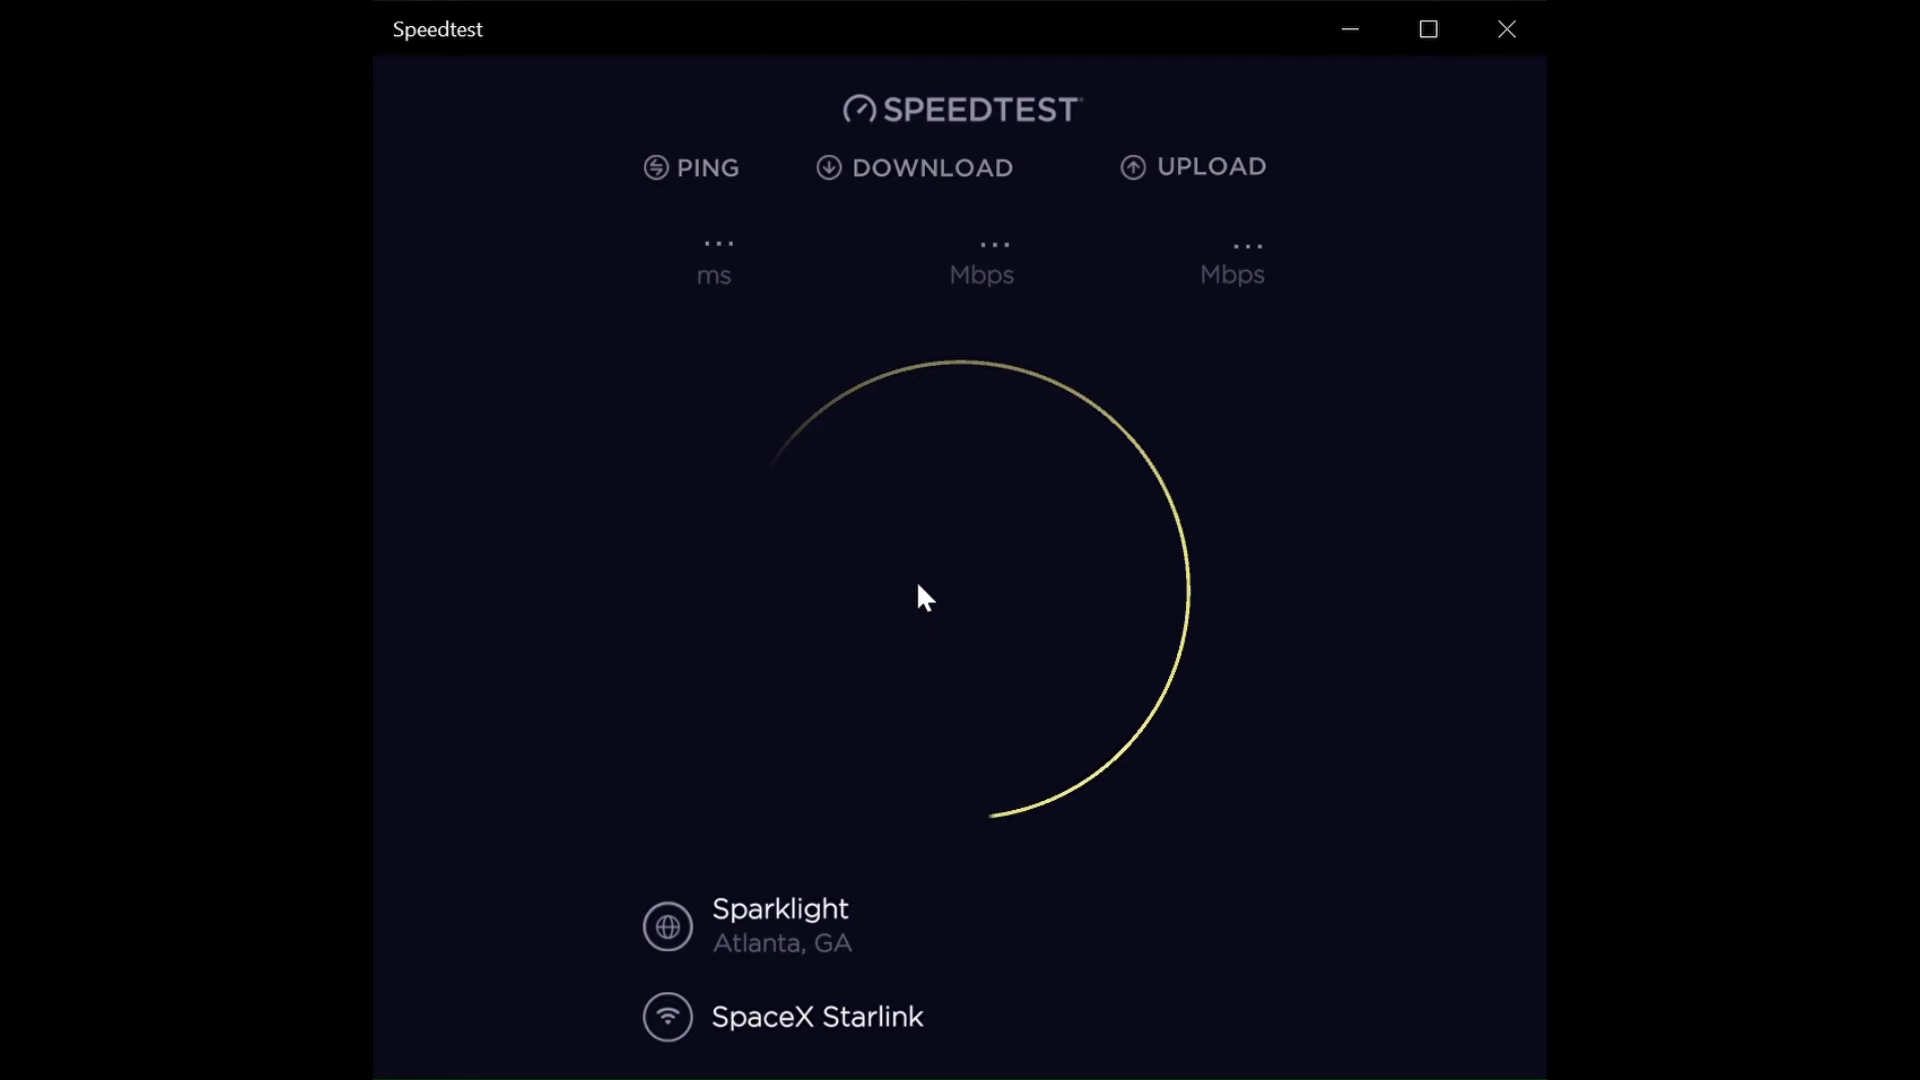 Speedtest
SPEEDTEST
PING
DOWNLOAD
UPLOAD
...
...
...
ms
Mbps
Mbps
Sparklight
Atlanta, GA
SpaceX Starlink